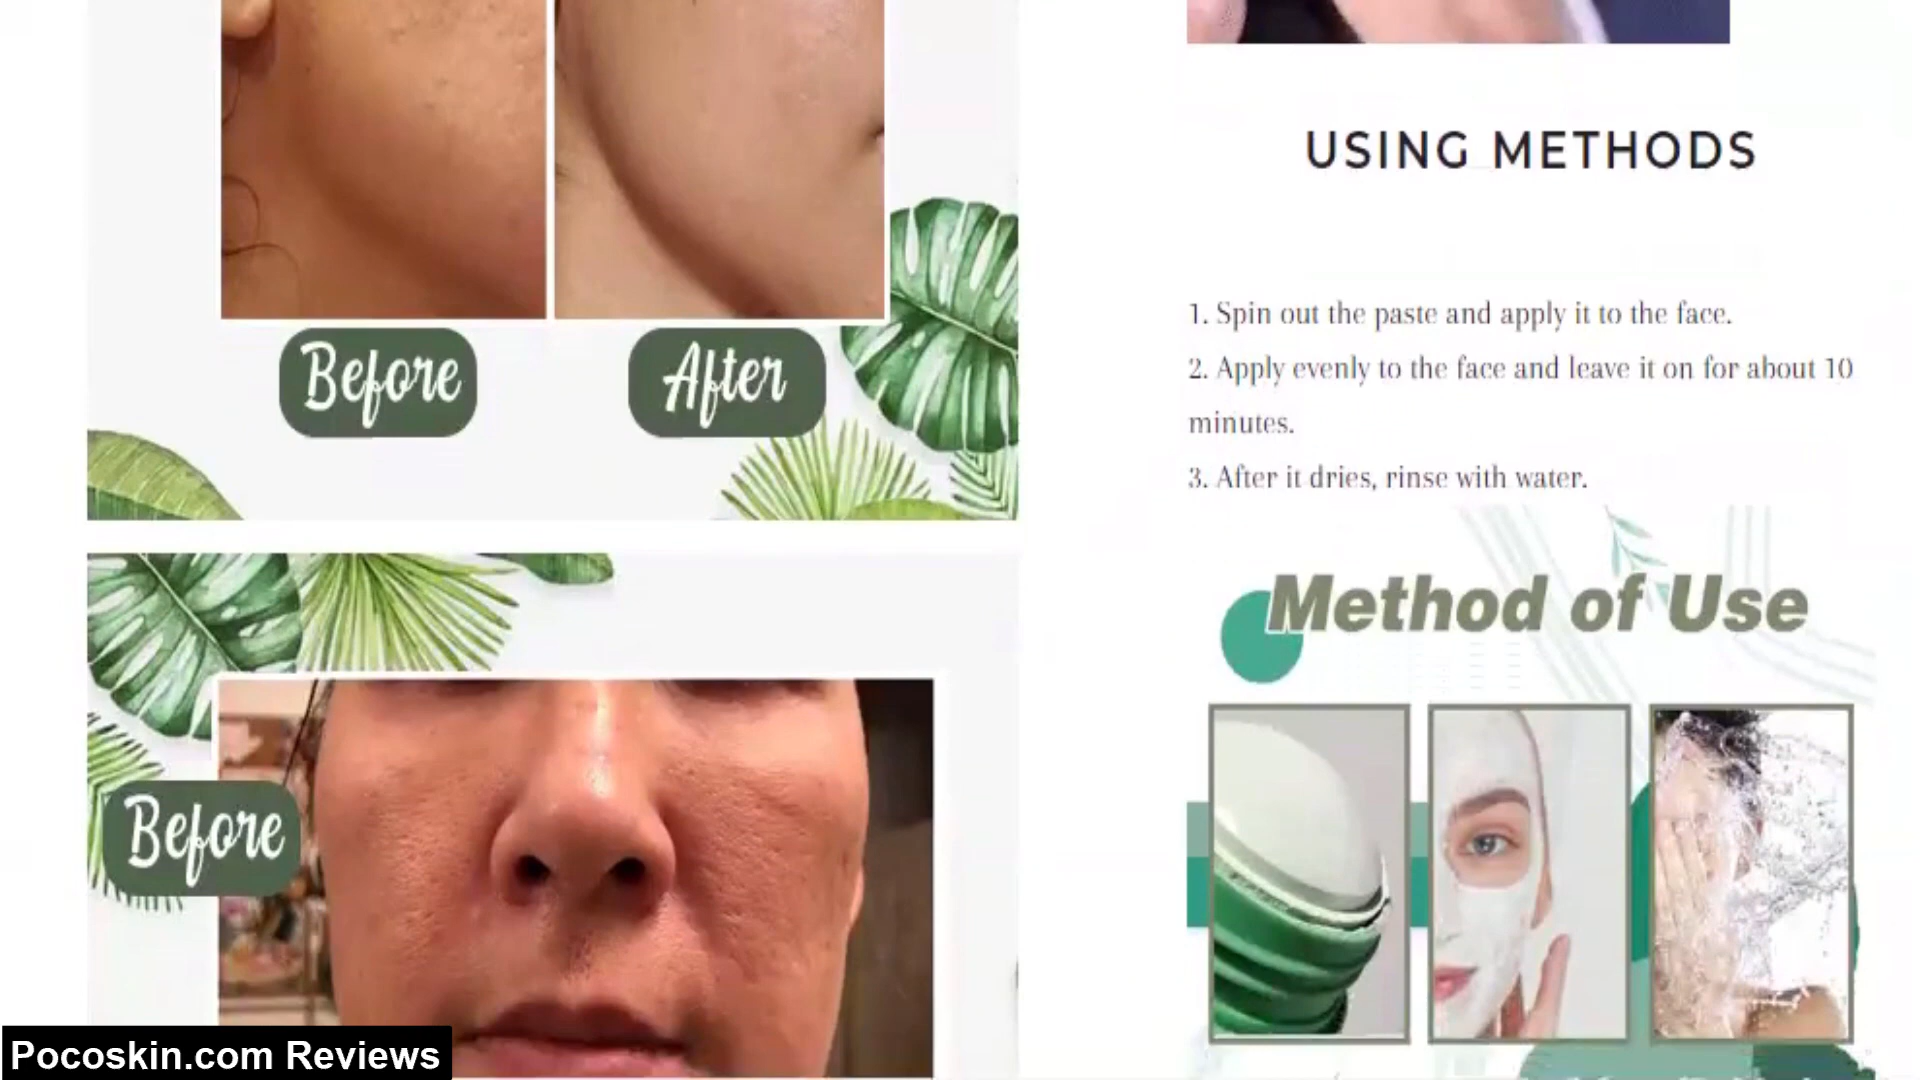 Before
After
Before
Pocoskin.com Reviews
USING METHODS
1. Spin out the paste and apply it to the face.
2. Apply evenly to the face and leave it on for about 10
minutes.
3. After it dries, rinse with water.
Method of Use